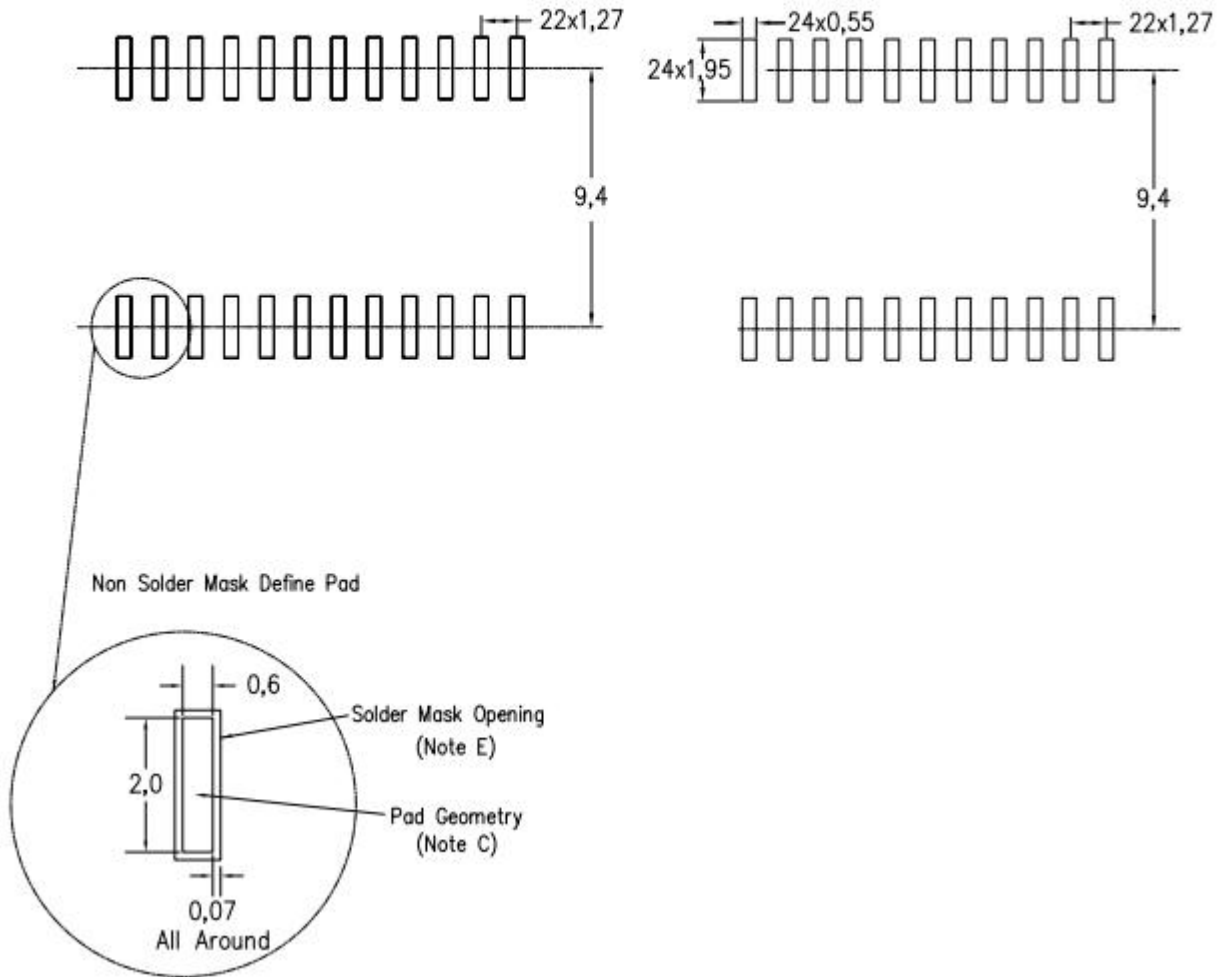 22x1,27
24x0,55
22x1,27
24x1,95
9,4
9,4
Non Solder Mask Define Pad
0,6
Solder Mask Opening
(Note E)
2,0
Pad Geometry
(Note C)
0,07
All Around